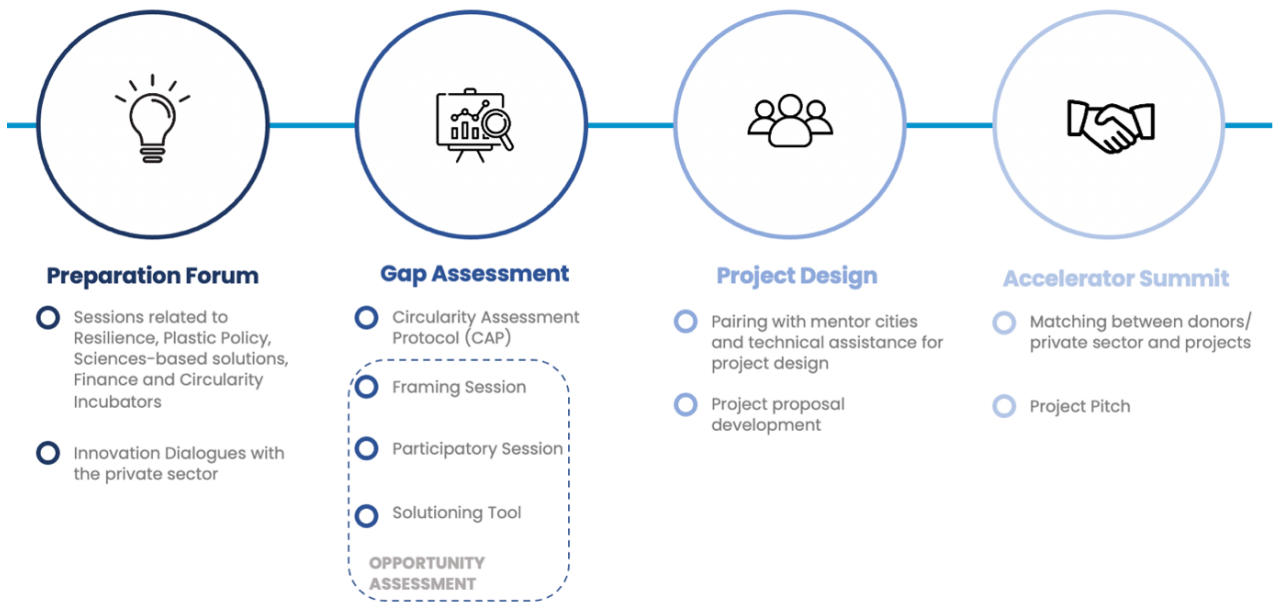 Preparation Forum
Sessions related to
Resilience, Plastic Policy,
Sciences-based solutions,
Finance and Circularity
Incubators
Innovation Dialogues with
the private sector
Gap Assessment
Circularity Assessment
Protocol (CAP)
Framing Session
Participatory Session
Solutioning Tool
OPPORTUNITY
ASSESSMENT
Project Design
Pairing with mentor cities
and technical assistance for
project design
Project proposal
development
Accelerator Summit
Matching between donors/
private sector and projects
Project Pitch